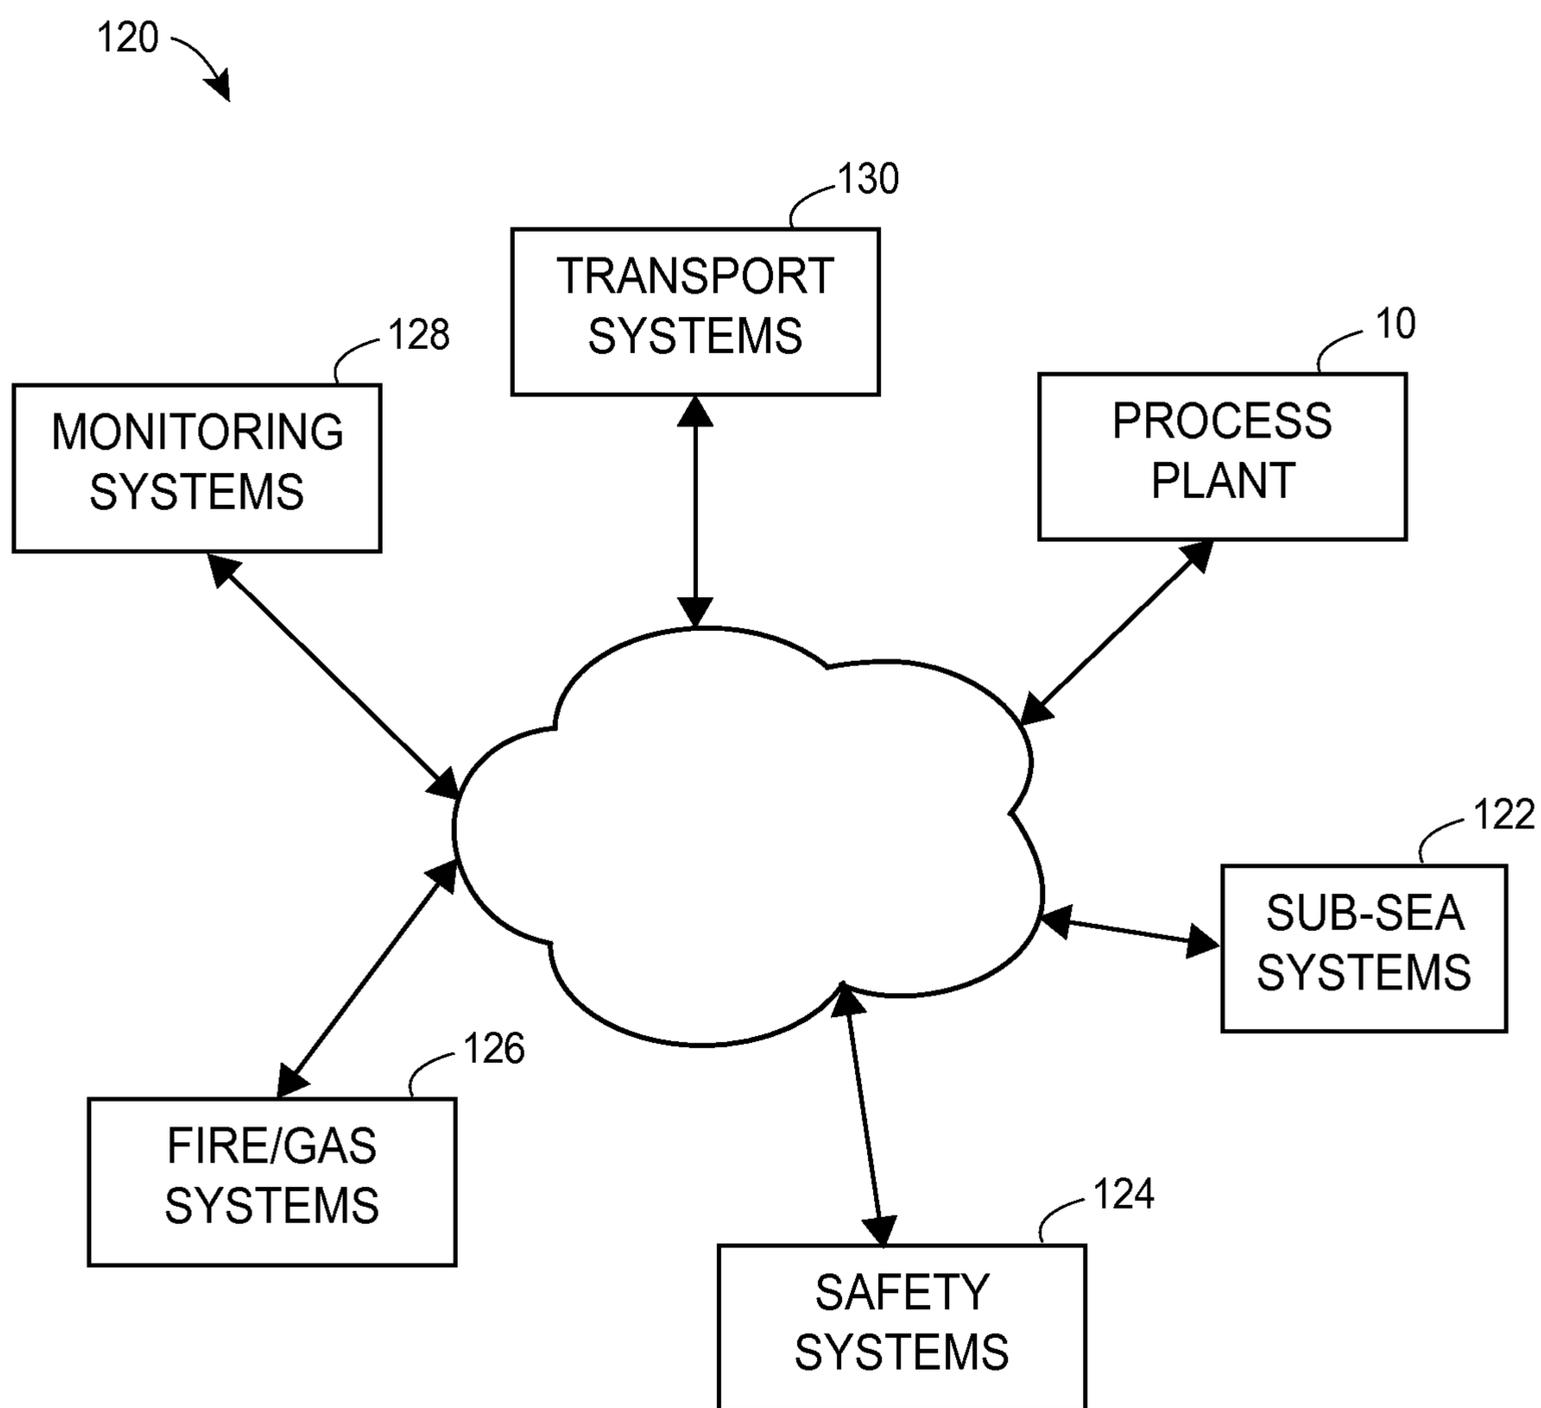 120
130
TRANSPORT
SYSTEMS
128
MONITORING
SYSTEMS
10
PROCESS
PLANT
122
SUB-SEA
SYSTEMS
126
FIRE/GAS
SYSTEMS
124
SAFETY
SYSTEMS